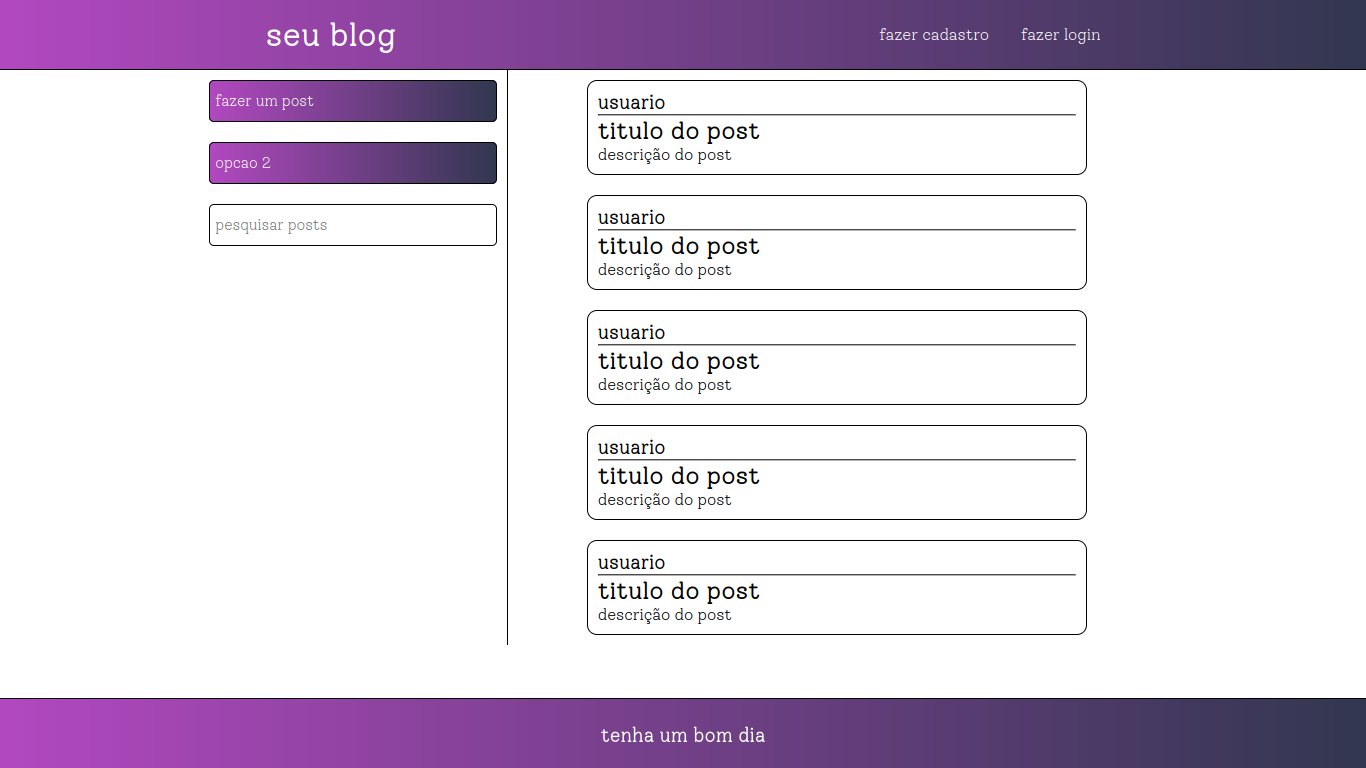 seu blog
fazer cadastro
fazer login
fazer um post
opcao 2
pesquisar posts
usuario
titulo do post
descrição do post
usuario
titulo do post
descrição do post
usuario
titulo do post
descrição do post
usuario
titulo do post
descrição do post
usuario
titulo do post
descrição do post
tenha um bom dia